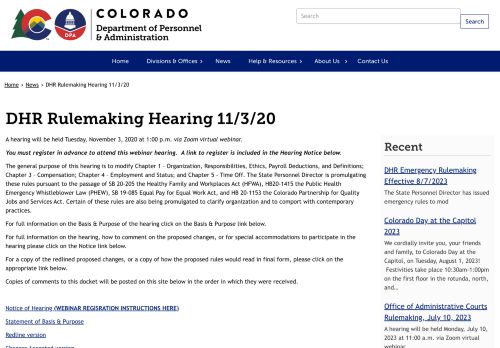 COLORADO
Department of Personnel
& Administration
DPA
Search
Search
Home
Divisions & Offices
News
Help & Resources
About Us
Contact Us
Home > News > DHR Rulemaking Hearing 11/3/20
DHR Rulemaking Hearing 11/3/20
A hearing will be held Tuesday, November 3, 2020 at 1:00 p.m. via Zoom virtual webinar.
You must register in advance to attend this webinar hearing. A link to register is included in the Hearing Notice below.
The general purpose of this hearing is to modify Chapter 1 - Organization, Responsibilities, Ethics, Payroll Deductions, and Definitions;
Chapter 3 - Compensation; Chapter 4 - Employment and Status; and Chapter 5 - Time Off. The State Personnel Director is promulgating
these rules pursuant to the passage of SB 20-205 the Healthy Family and Workplaces Act (HFWA), HB20-1415 the Public Health
Emergency Whistleblower Law (PHEW), SB 19-085 Equal Pay for Equal Work Act, and HB 20-1153 the Colorado Partnership for Quality
Jobs and Services Act. Certain of these rules are also being promulgated to clarify organization and to comport with contemporary
practices.
For full information on the Basis & Purpose of the hearing click on the Basis & Purpose link below.
For full information on the hearing, how to comment on the proposed changes, or for special accommodations to participate in the
hearing please click on the Notice link below.
For a copy of the redlined proposed changes, or a copy of how the proposed rules would read in final form, please click on the
appropriate link below.
Copies of comments to this docket will be posted on this site below in the order in which they were received.
Notice of Hearing (WEBINAR REGISRATION INSTRUCTIONS HERE)
Statement of Basis & Purpose
Redline version
Changes Accepted version
Recent
DHR Emergency Rulemaking
Effective 8/7/2023
The State Personnel Director has issued
emergency rules to mod
Colorado Day at the Capitol
2023
We cordially invite you, your friends
and family, to Colorado Day at the
Capitol, on Tuesday, August 1, 2023!
Festivities take place 10:30am-1:00pm
on the first floor in the rotunda, north,
and…
Office of Administrative Courts
Rulemaking, July 10, 2023
A hearing will be held Monday, July 10,
2023 at 11:00 a.m. via Zoom virtual
webinar.